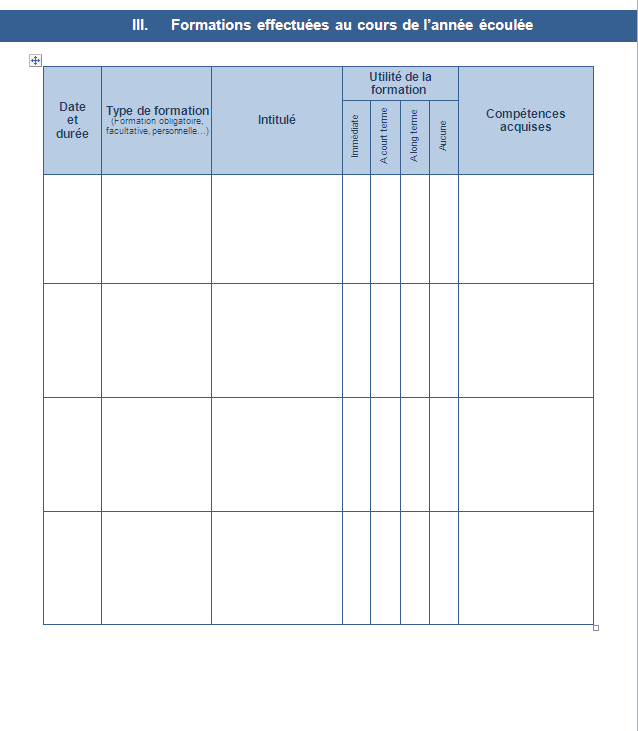 III. Formations effectuées au cours de l’année écoulée
Date
et
durée
Type de formation
(Formation obligatoire,
facultative, personnelle...)
Intitulé
Utilité de la
formation
Immédiate
A court terme
A long terme
Aucune
Compétences
acquises